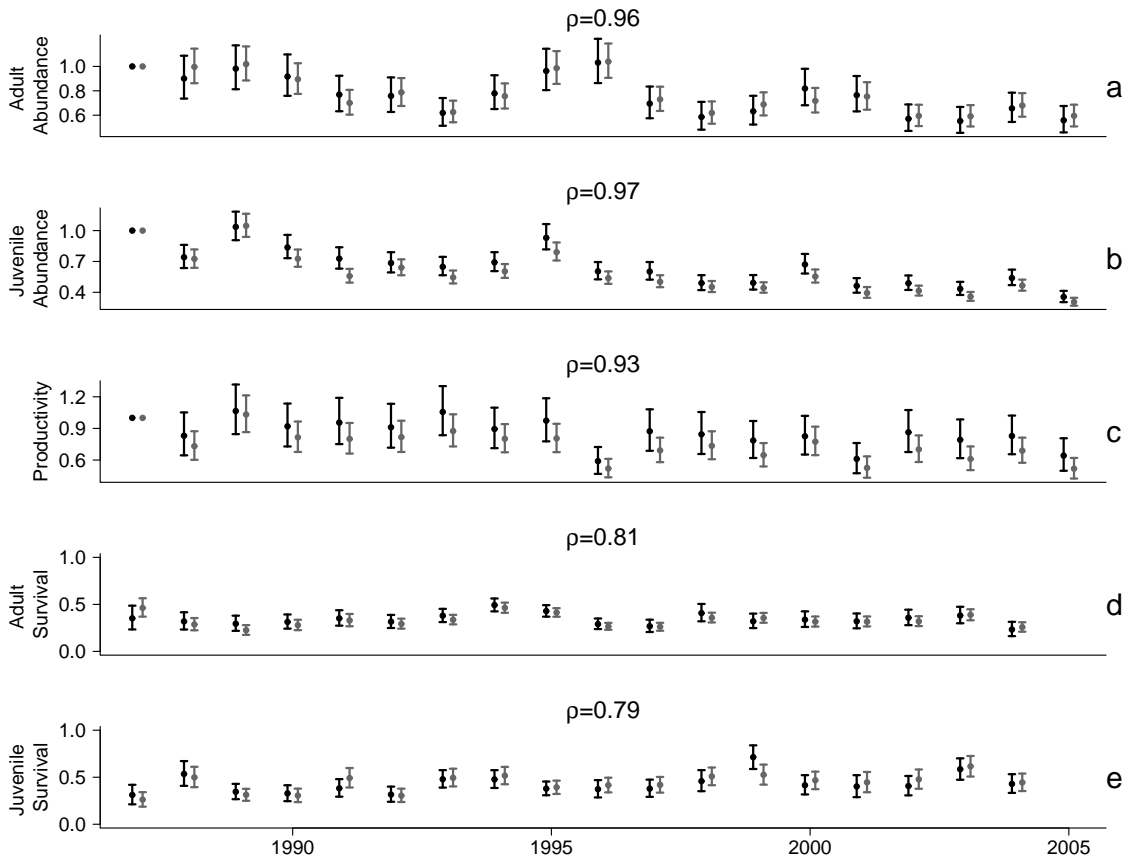 ρ=0.96
Adult
Abundance
1.0
0.8
0.6
a
ρ=0.97
Juvenile
Abundance
1.0
0.7
0.4
b
ρ=0.93
Productivity
1.2
0.9
0.6
c
ρ=0.81
Adult
Survival
1.0
0.5
0.0
d
ρ=0.79
Juvenile
Survival
1.0
0.5
0.0
e
1990 1995 2000 2005